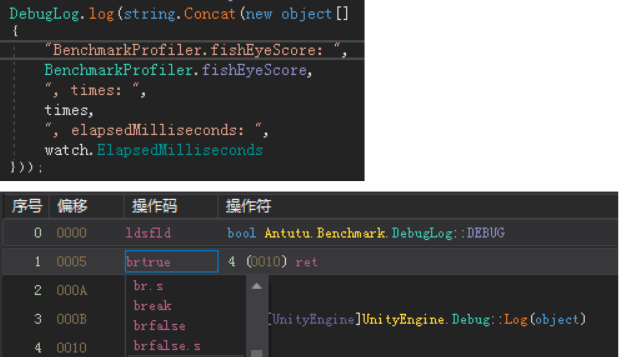 DebugLog.log(string.Concat(new object[]
{
"BenchmarkProfiler.fishEyeScore: ",
BenchmarkProfiler.fishEyeScore,
", times: ",
times,
", elapsedMilliseconds: ",
watch.ElapsedMilliseconds
}));
序号 偏移 操作码 操作符
0 0000 ldsfld bool Antutu.Benchmark.DebugLog::DEBUG
1 0005 brtrue 4 (0010) ret
2 000A br.s
break
3 000B brfalse [UnityEngine]UnityEngine.Debug::Log(object)
4 0010 brfalse.s